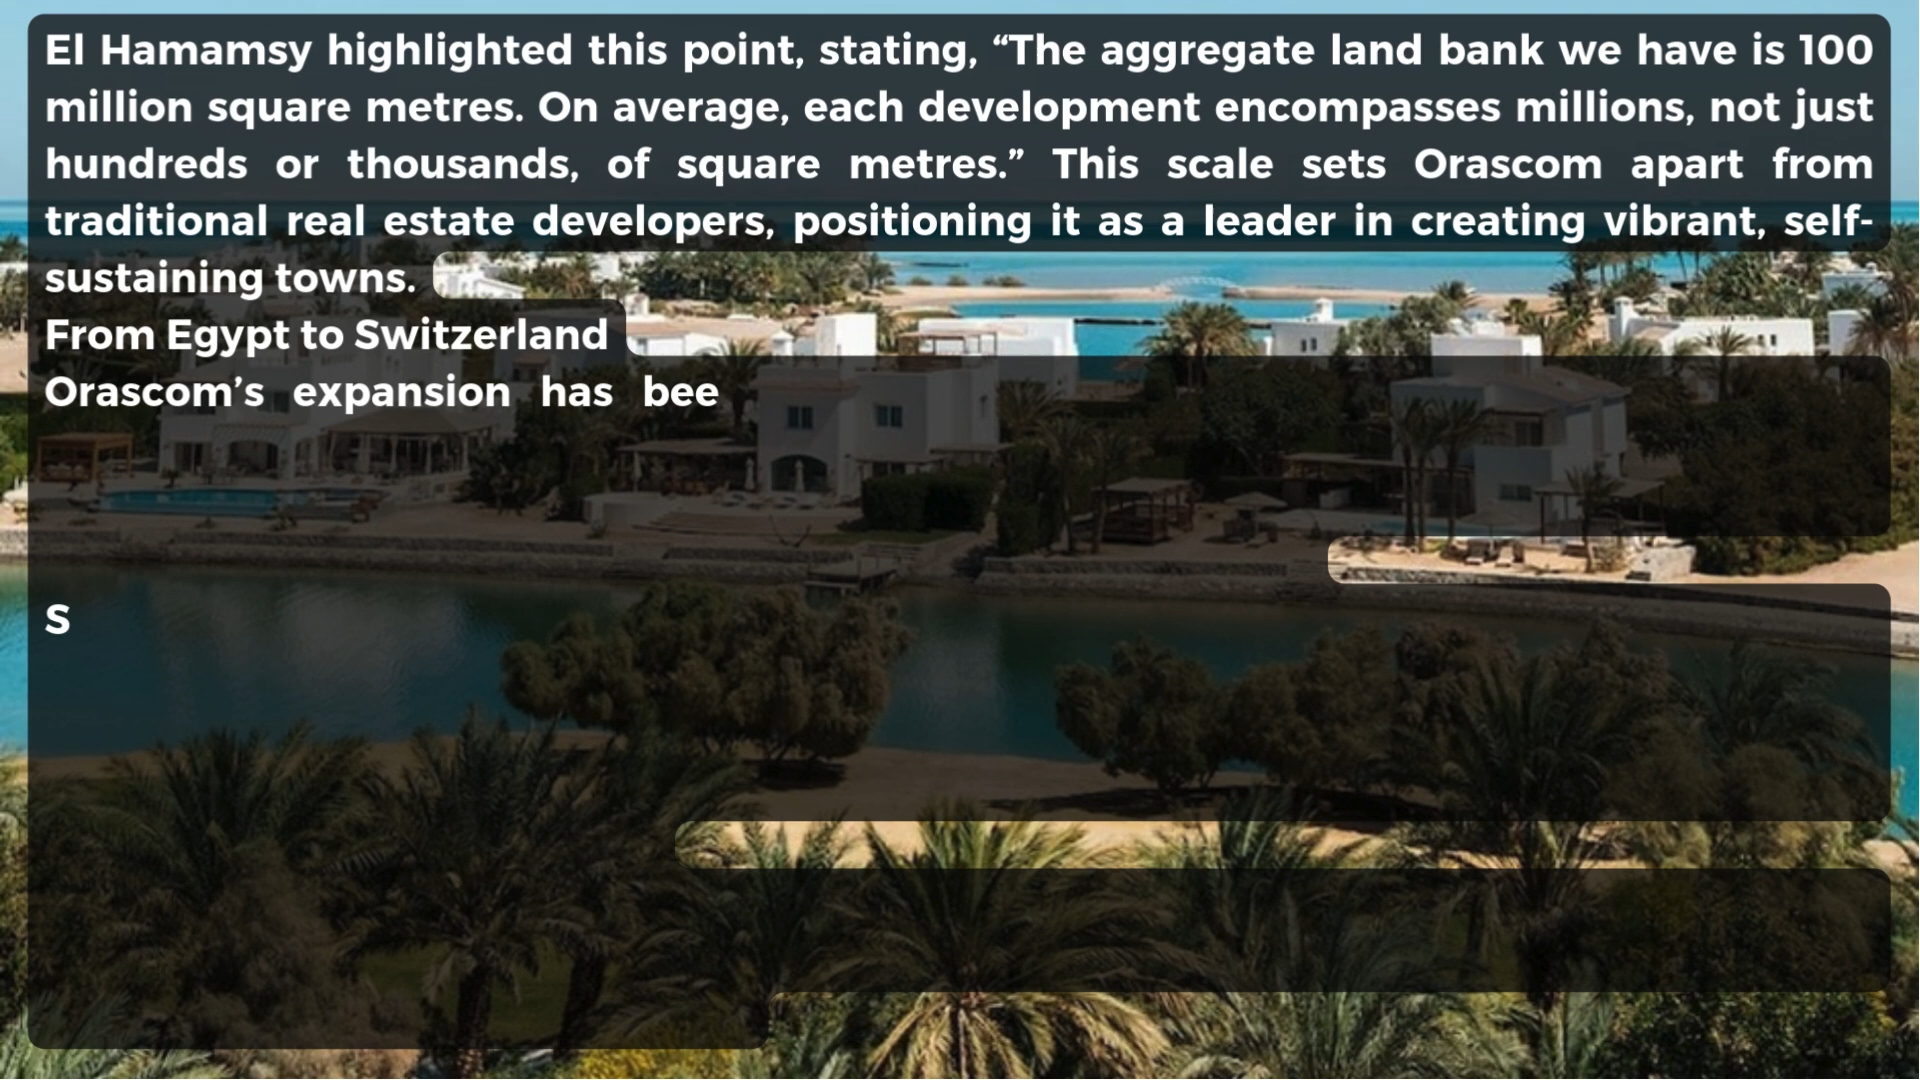 El Hamamsy highlighted this point, stating, “The aggregate land bank we have is 100
million square metres. On average, each development encompasses millions, not just
hundreds or thousands, of square metres.” This scale sets Orascom apart from
traditional real estate developers, positioning it as a leader in creating vibrant, self-
sustaining towns.
From Egypt to Switzerland
Orascom’s expansion has bee
S